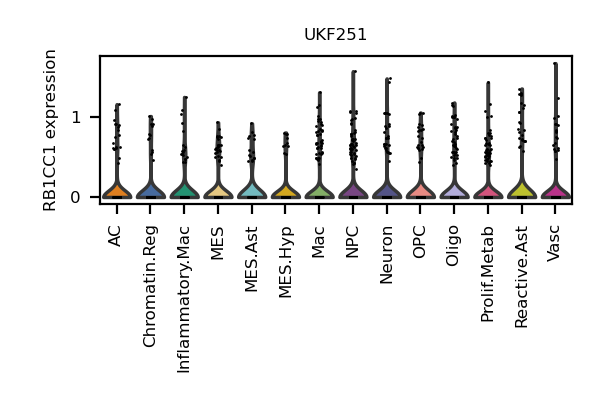 UKF251
RB1CC1 expression
1
0
AC
Chromatin.Reg
Inflammatory.Mac
MES
MES.Ast
MES.Hyp
Mac
NPC
Neuron
OPC
Oligo
Prolif.Metab
Reactive.Ast
Vasc